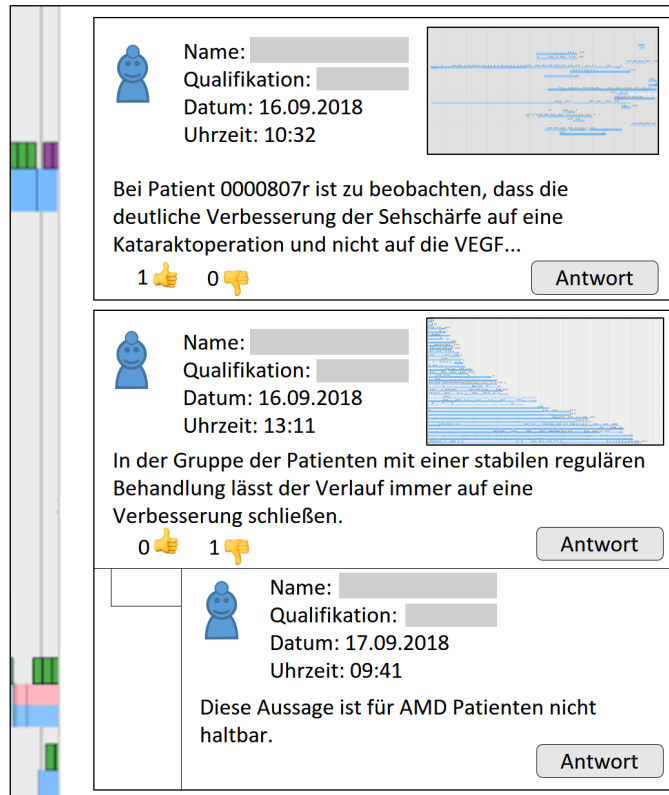 Name:
Qualifikation:
Datum: 16.09.2018
Uhrzeit: 10:32
Bei Patient 0000807r ist zu beobachten, dass die
deutliche Verbesserung der Sehschärfe auf eine
Kataraktoperation und nicht auf die VEGF...
1 👍 0 👎
Antwort
Name:
Qualifikation:
Datum: 16.09.2018
Uhrzeit: 13:11
In der Gruppe der Patienten mit einer stabilen regulären
Behandlung lässt der Verlauf immer auf eine
Verbesserung schließen.
0 👍 1 👎
Antwort
Name:
Qualifikation:
Datum: 17.09.2018
Uhrzeit: 09:41
Diese Aussage ist für AMD Patienten nicht
haltbar.
Antwort